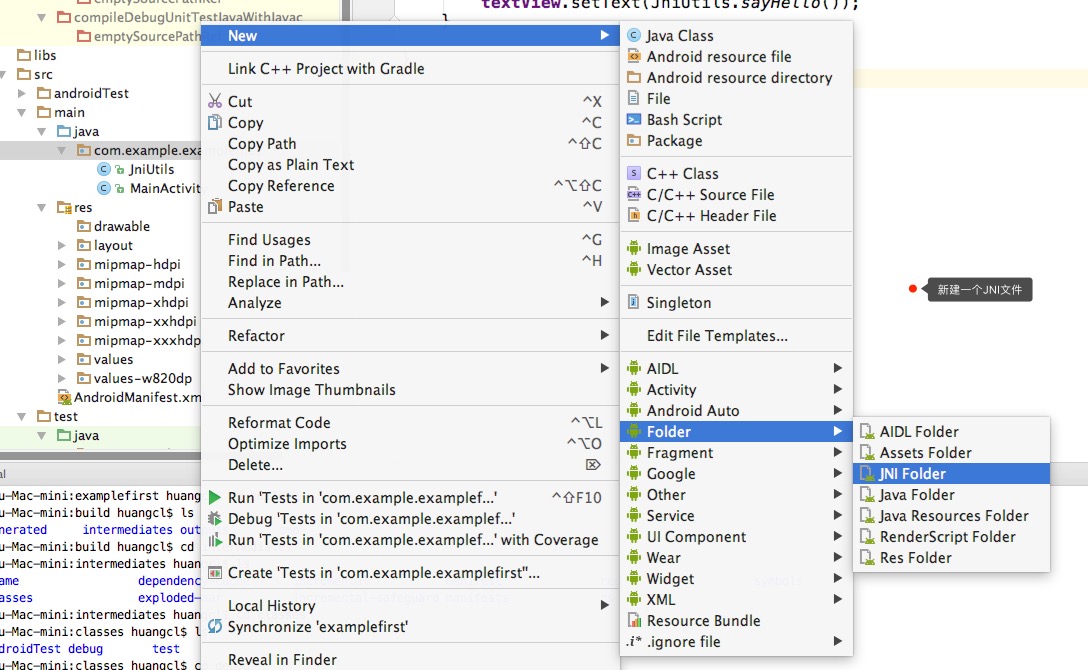 emptySourcePathRef
textView.setText(JniUtils.sayHello());
compileDebugUnitTestJavaWithJavac
}
emptySourcePath
libs
src
androidTest
main
java
com.example.exa
JniUtils
MainActivit
res
drawable
layout
mipmap-hdpi
mipmap-mdpi
mipmap-xhdpi
mipmap-xxhdpi
mipmap-xxxhdp
values
values-w820dp
AndroidManifest.xm
test
java
New
Link C++ Project with Gradle
Cut ^X
Copy ^C
Copy Path ^⇧C
Copy as Plain Text
Copy Reference ^⌥⇧C
Paste ^V
Find Usages ^G
Find in Path... ^H
Replace in Path...
Analyze
Refactor
Add to Favorites
Show Image Thumbnails
Reformat Code ^⌥L
Optimize Imports ^⌥O
Delete... ⌦
Run 'Tests in 'com.example.examplef...' ^⇧F10
Debug 'Tests in 'com.example.examplef...'
Run 'Tests in 'com.example.examplef...' with Coverage
Create 'Tests in 'com.example.examplefirst''...
Local History
Synchronize 'examplefirst'
Reveal in Finder
Java Class
Android resource file
Android resource directory
File
Bash Script
Package
C++ Class
C/C++ Source File
C/C++ Header File
Image Asset
Vector Asset
Singleton
Edit File Templates...
AIDL
Activity
Android Auto
Folder
Fragment
Google
Other
Service
UI Component
Wear
Widget
XML
Resource Bundle
.ignore file
AIDL Folder
Assets Folder
JNI Folder
Java Folder
Java Resources Folder
RenderScript Folder
Res Folder
新建一个JNI文件
al
u-Mac-mini:examplefirst huang
u-Mac-mini:build huangcl$ ls
nerated intermediates out
u-Mac-mini:build huangcl$ cd
u-Mac-mini:intermediates huan
ame dependenc
asses exploded-
u-Mac-mini:intermediates huan
u-Mac-mini:classes huangcl$ l
droidTest debug test
u-Mac-mini:classes huangcl$ cd de